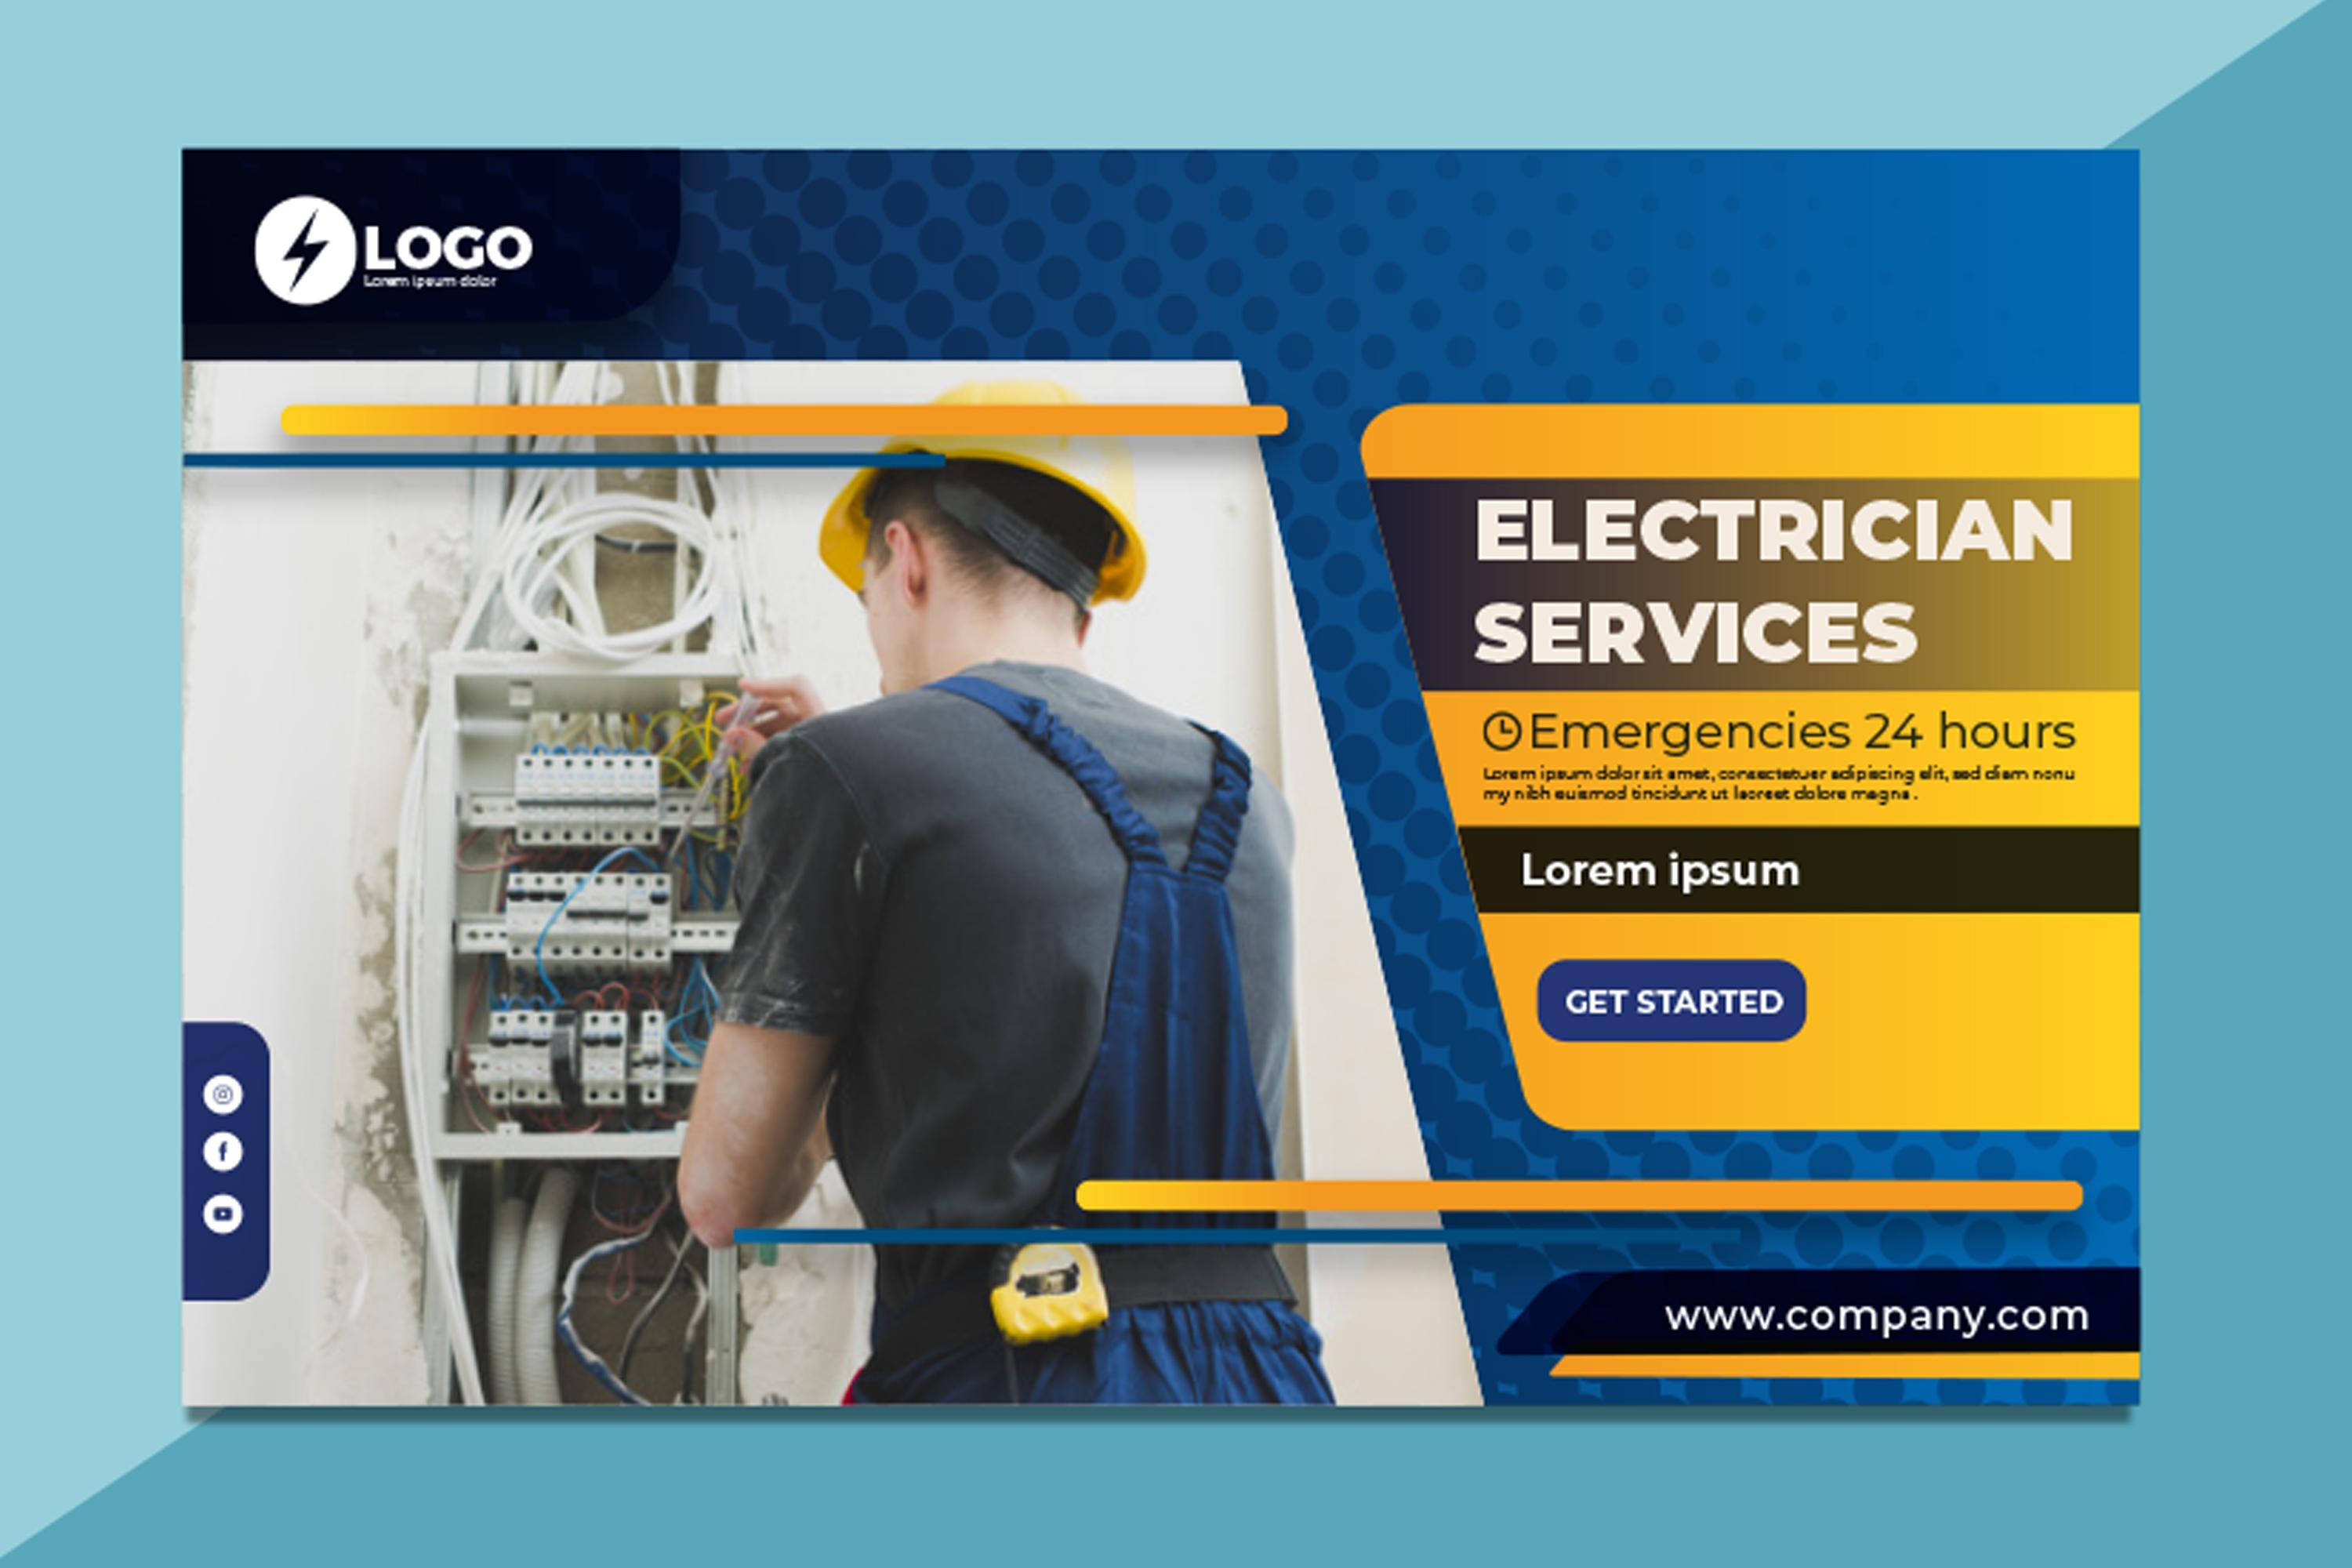 LOGO
Lorem ipsum dolor
ELECTRICIAN
SERVICES
Emergencies 24 hours
Lorem ipsum dolor sit amet, consectetuer adipiscing elit, sed diam nonu
my nibh euismod tincidunt ut laoreet dolore magna .
Lorem ipsum
GET STARTED
www.company.com